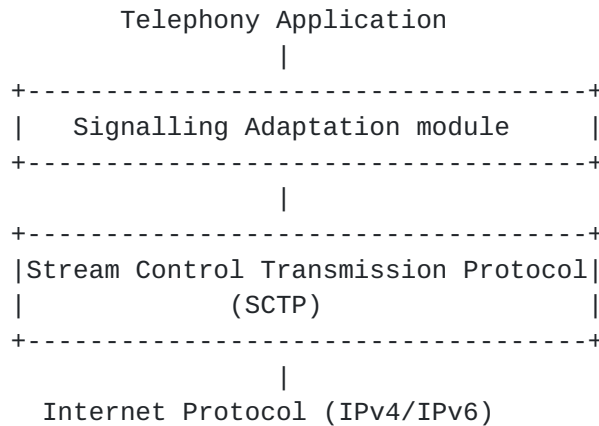 Telephony Application
|
+------------------------------------+
|   Signalling Adaptation module     |
+------------------------------------+
|
+------------------------------------+
|Stream Control Transmission Protocol|
|             (SCTP)                 |
+------------------------------------+
|
Internet Protocol (IPv4/IPv6)